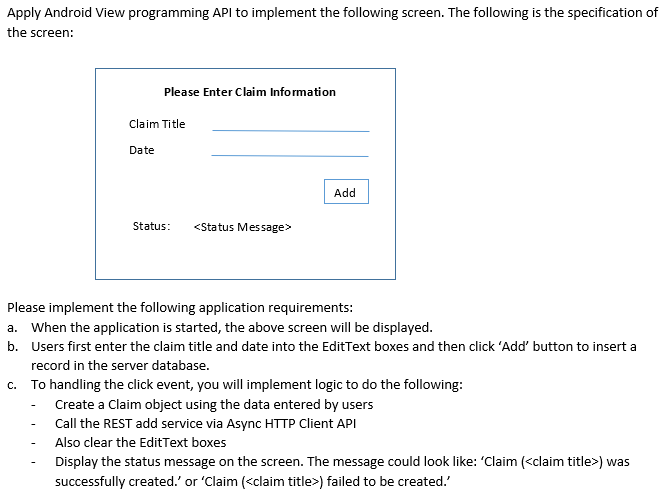 Apply Android View programming API to implement the following screen. The following is the specification of
the screen:
Please Enter Claim Information
Claim Title
Date
Add
Status: <Status Message>
Please implement the following application requirements:
a. When the application is started, the above screen will be displayed.
b. Users first enter the claim title and date into the EditText boxes and then click ‘Add’ button to insert a
record in the server database.
c. To handling the click event, you will implement logic to do the following:
- Create a Claim object using the data entered by users
- Call the REST add service via Async HTTP Client API
- Also clear the EditText boxes
- Display the status message on the screen. The message could look like: ‘Claim (<claim title>) was
successfully created.’ or ‘Claim (<claim title>) failed to be created.’